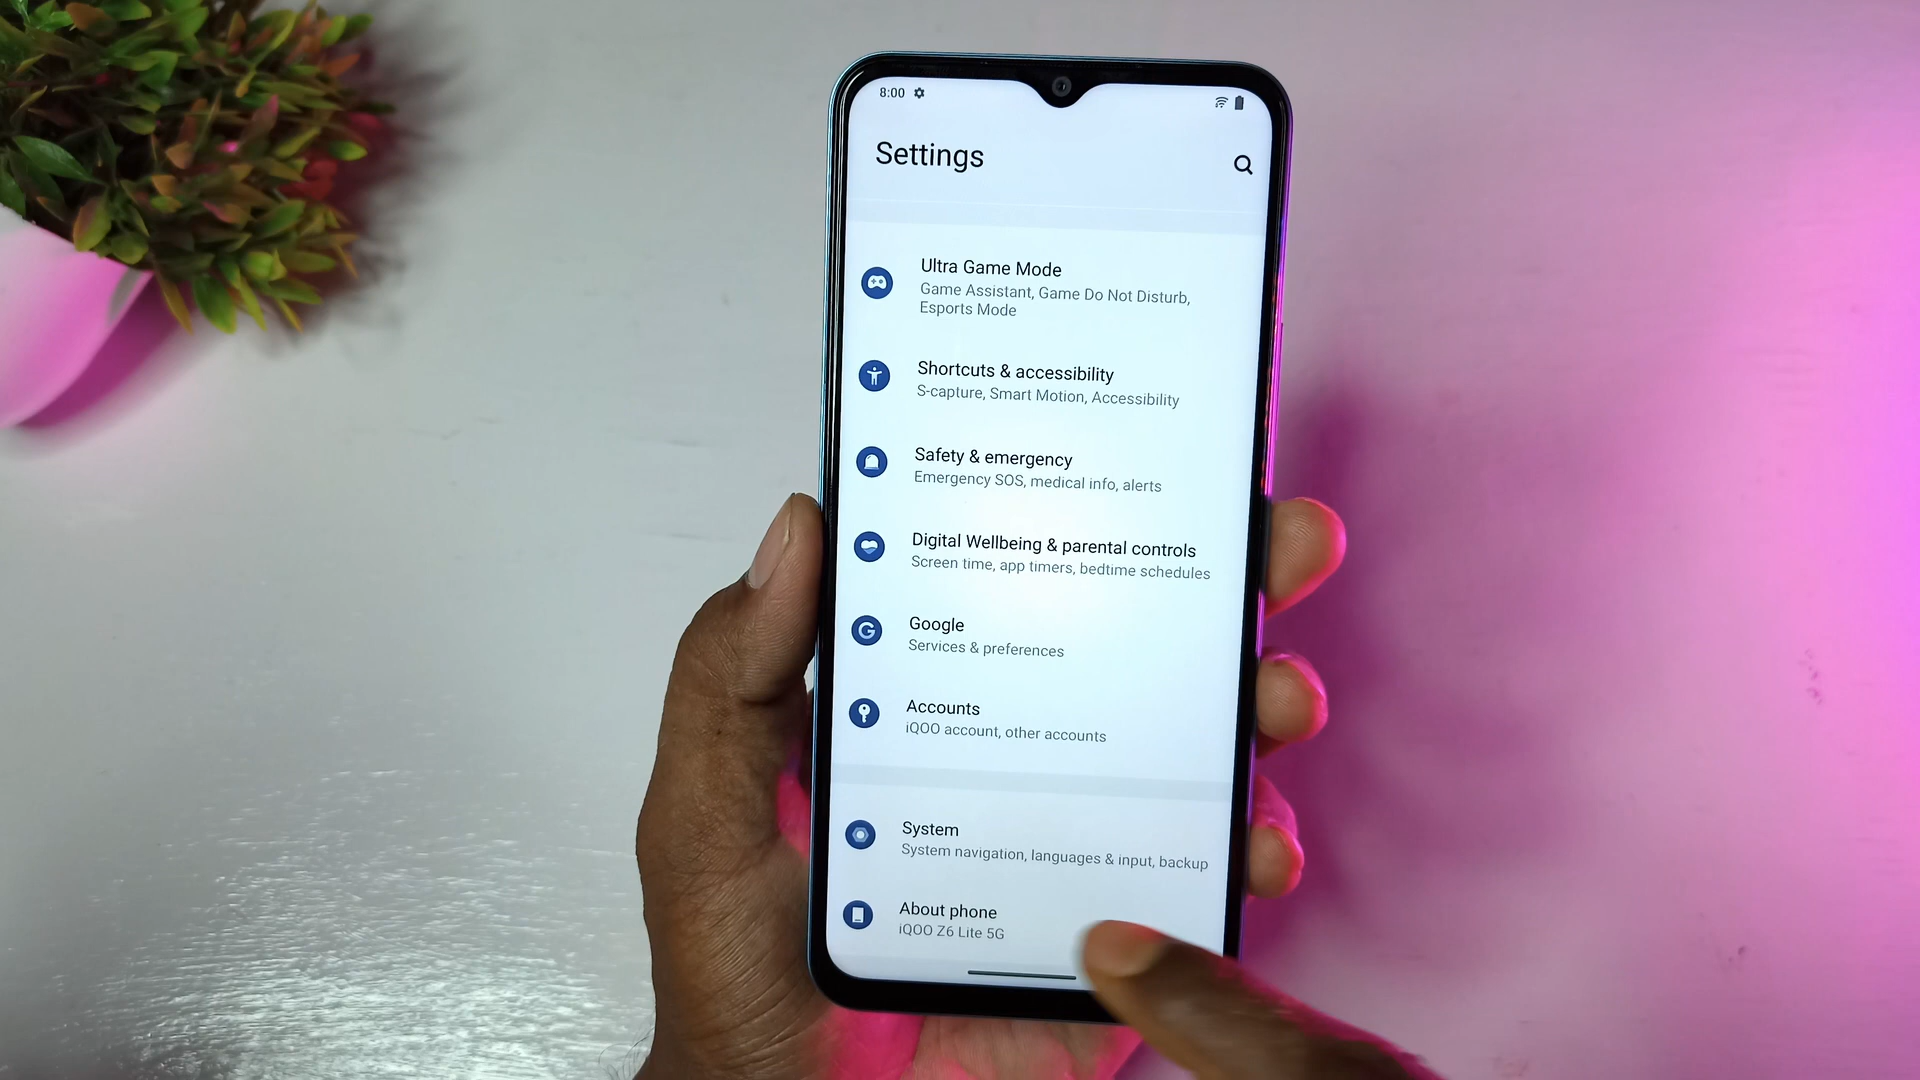 8:00
Settings
Ultra Game Mode
Game Assistant, Game Do Not Disturb,
Esports Mode
Shortcuts & accessibility
S-capture, Smart Motion, Accessibility
Safety & emergency
Emergency SOS, medical info, alerts
Digital Wellbeing & parental controls
Screen time, app timers, bedtime schedules
Google
Services & preferences
Accounts
iQOO account, other accounts
System
System navigation, languages & input, backup
About phone
iQOO Z6 Lite 5G